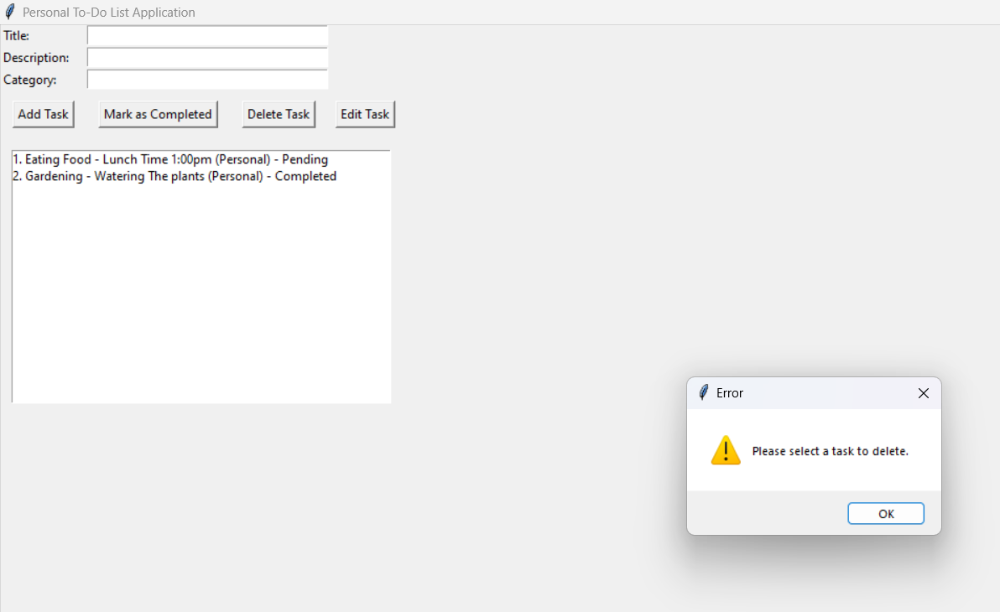 Personal To-Do List Application
Title:
Description:
Category:
Add Task
Mark as Completed
Delete Task
Edit Task
1. Eating Food - Lunch Time 1:00pm (Personal) - Pending
2. Gardening - Watering The plants (Personal) - Completed
Error
Please select a task to delete.
OK